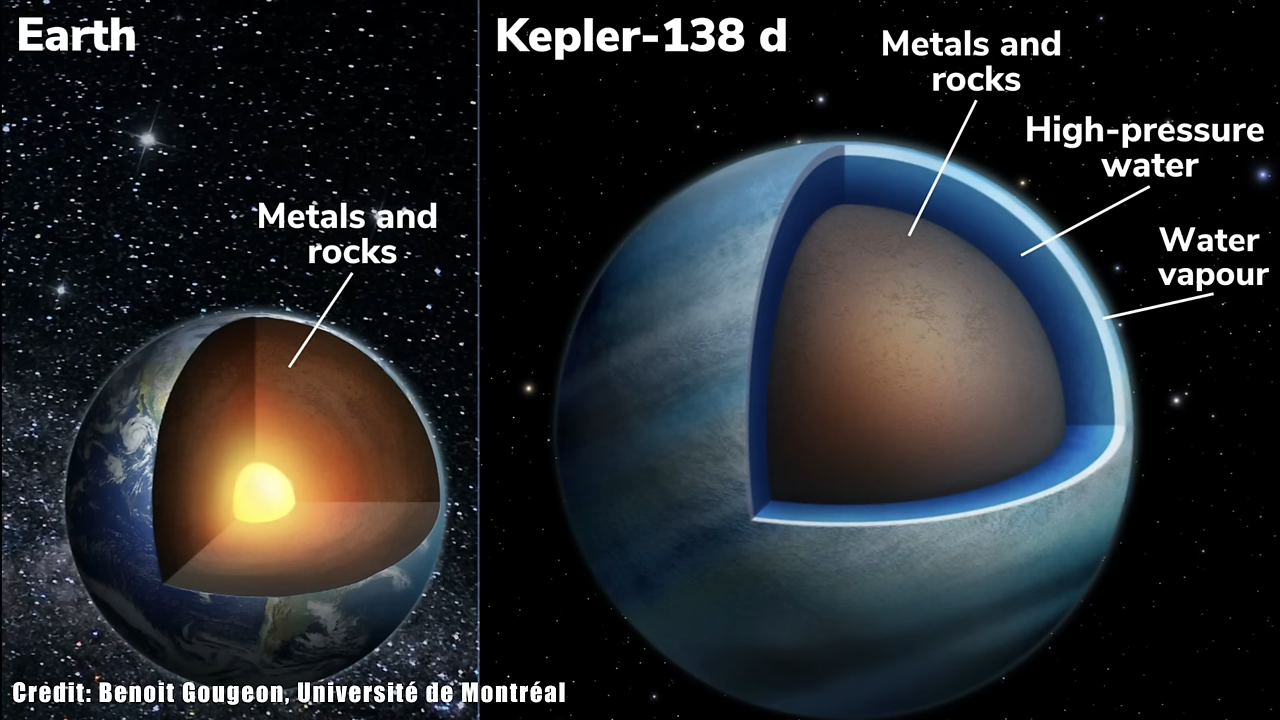 Earth
Kepler-138 d
Metals and
rocks
High-pressure
water
Metals and
rocks
Water
vapour
Credit: Benoit Gougeon, Université de Montréal